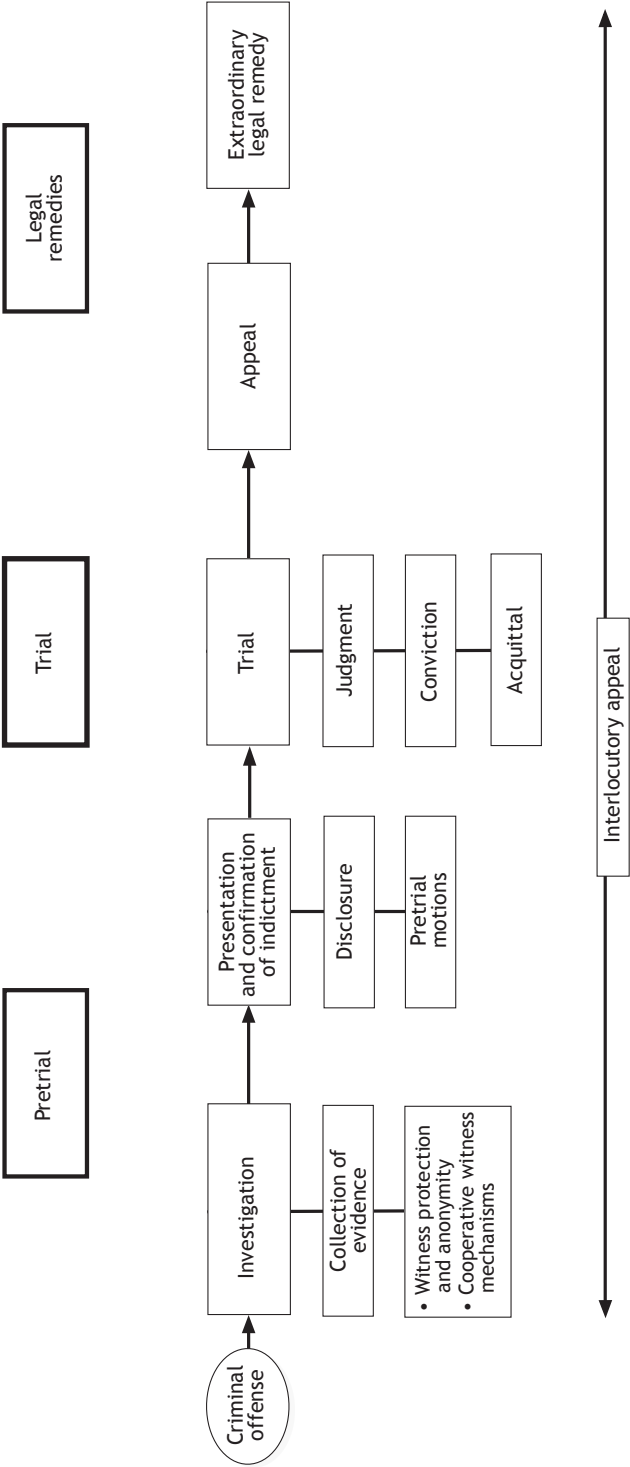 Pretrial
Trial
Legal
remedies
Criminal
offense
Investigation
Collection of
evidence
• Witness protection
and anonymity
• Cooperative witness
mechanisms
Presentation
and confirmation
of indictment
Disclosure
Pretrial
motions
Trial
Judgment
Conviction
Acquittal
Appeal
Extraordinary
legal remedy
Interlocutory appeal